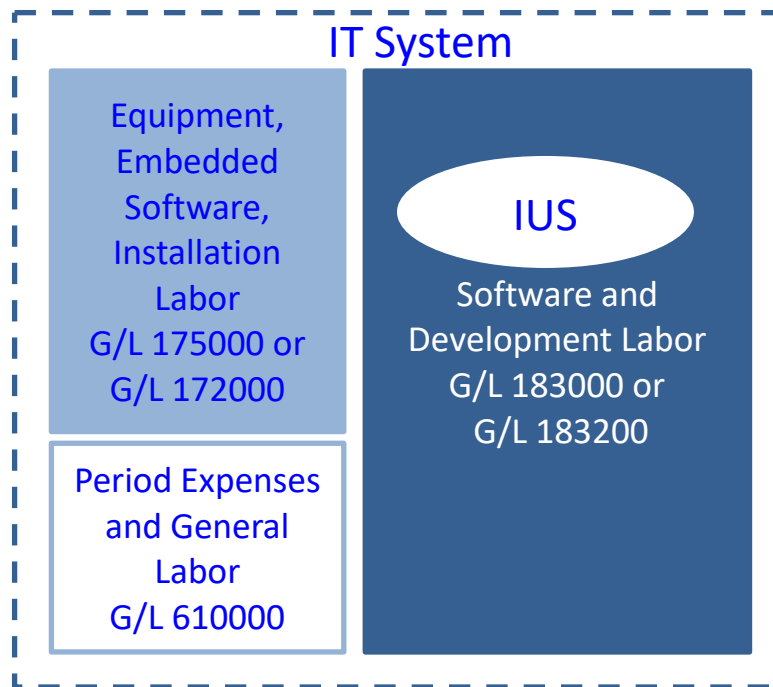 IT System
Equipment,
Embedded
Software,
Installation
Labor
G/L 175000 or
G/L 172000
Period Expenses
and General
Labor
G/L 610000
IUS
Software and
Development Labor
G/L 183000 or
G/L 183200